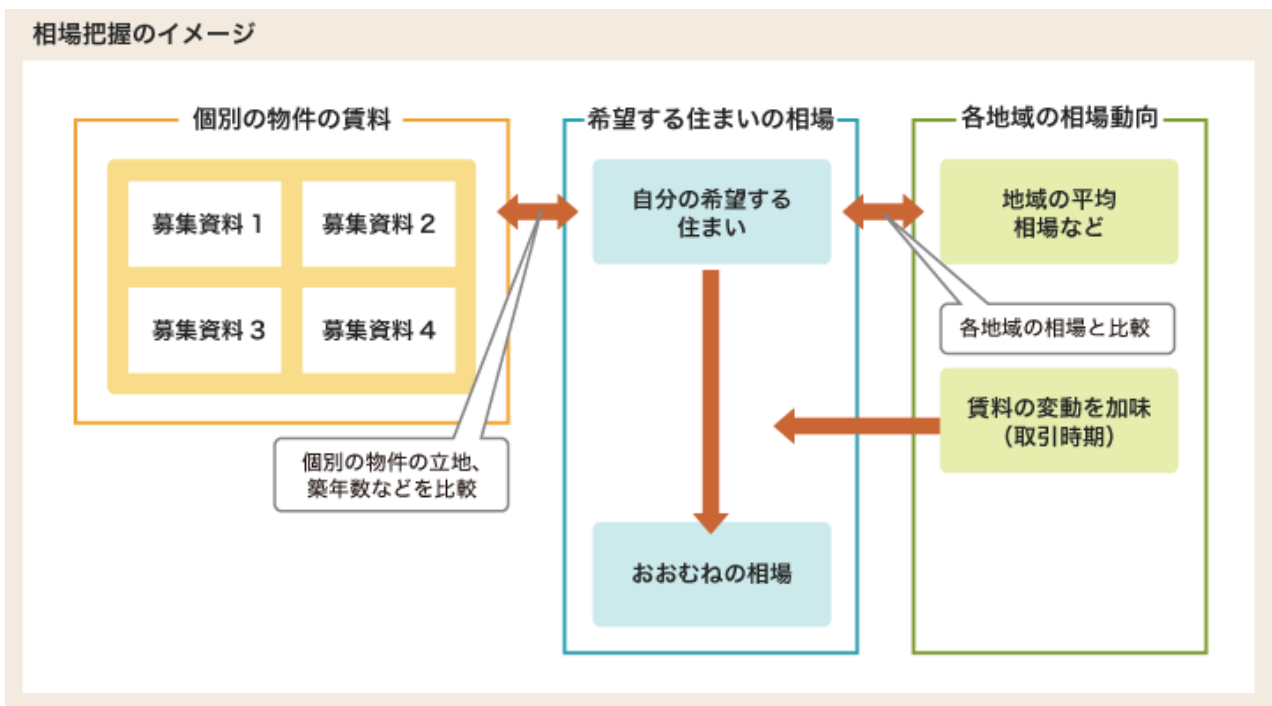 相場把握のイメージ
個別の物件の賃料
募集資料 1
募集資料 2
募集資料 3
募集資料 4
個別の物件の立地、
築年数などを比較
希望する住まいの相場
自分の希望する
住まい
おおむねの相場
各地域の相場動向
地域の平均
相場など
各地域の相場と比較
賃料の変動を加味
（取引時期）